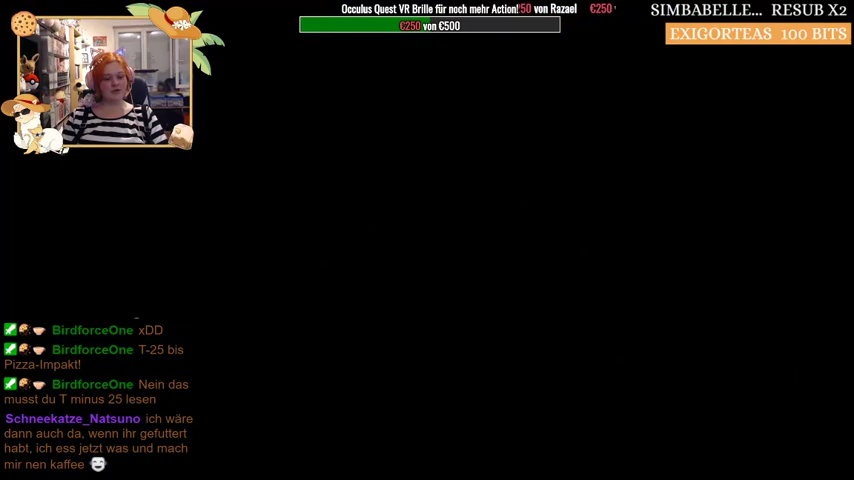 Occulus Quest VR Brille für noch mehr Action!'50 von Razael €250
€250 von €500
SIMBABELLE... RESUB X2
EXIGORTEAS 100 BITS
BirdforceOne xDD
BirdforceOne T-25 bis
Pizza-Impakt!
BirdforceOne Nein das
musst du T minus 25 lesen
Schneekatze_Natsuno ich wäre
dann auch da, wenn ihr gefuttert
habt, ich ess jetzt was und mach
mir nen kaffee